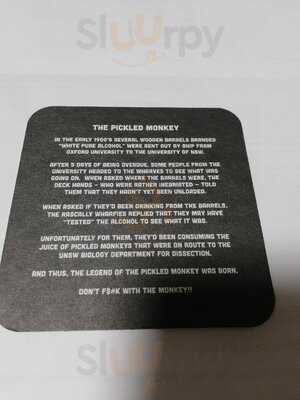 Sluurpy
THE PICKLED MONKEY
IN THE EARLY 1900'S SEVERAL WOODEN BARRELS BRANDED
"WHITE PURE ALCOHOL" WERE SENT OUT BY SHIP FROM
OXFORD UNIVERSITY TO THE UNIVERSITY OF NSW.
AFTER 5 DAYS OF BEING OVERDUE, SOME PEOPLE FROM THE
UNIVERSITY HEADED TO THE WHARVES TO SEE WHAT WAS
GOING ON. WHEN ASKED WHERE THE BARRELS WERE, THE
DECK HANDS - WHO WERE RATHER INEBRIATED - TOLD
THEM THAT THEY HADN'T YET BEEN UNLOADED.
WHEN ASKED IF THEY'D BEEN DRINKING FROM THE BARRELS,
THE RASCALLY WHARFIES REPLIED THAT THEY MAY HAVE
"TESTED" THE ALCOHOL TO SEE WHAT IT WAS.
UNFORTUNATELY FOR THEM, THEY'D BEEN CONSUMING THE
JUICE OF PICKLED MONKEYS THAT WERE ON ROUTE TO THE
UNSW BIOLOGY DEPARTMENT FOR DISSECTION.
AND THUS, THE LEGEND OF THE PICKLED MONKEY WAS BORN.
DON'T F$#K WITH THE MONKEY!!
Sluurpy